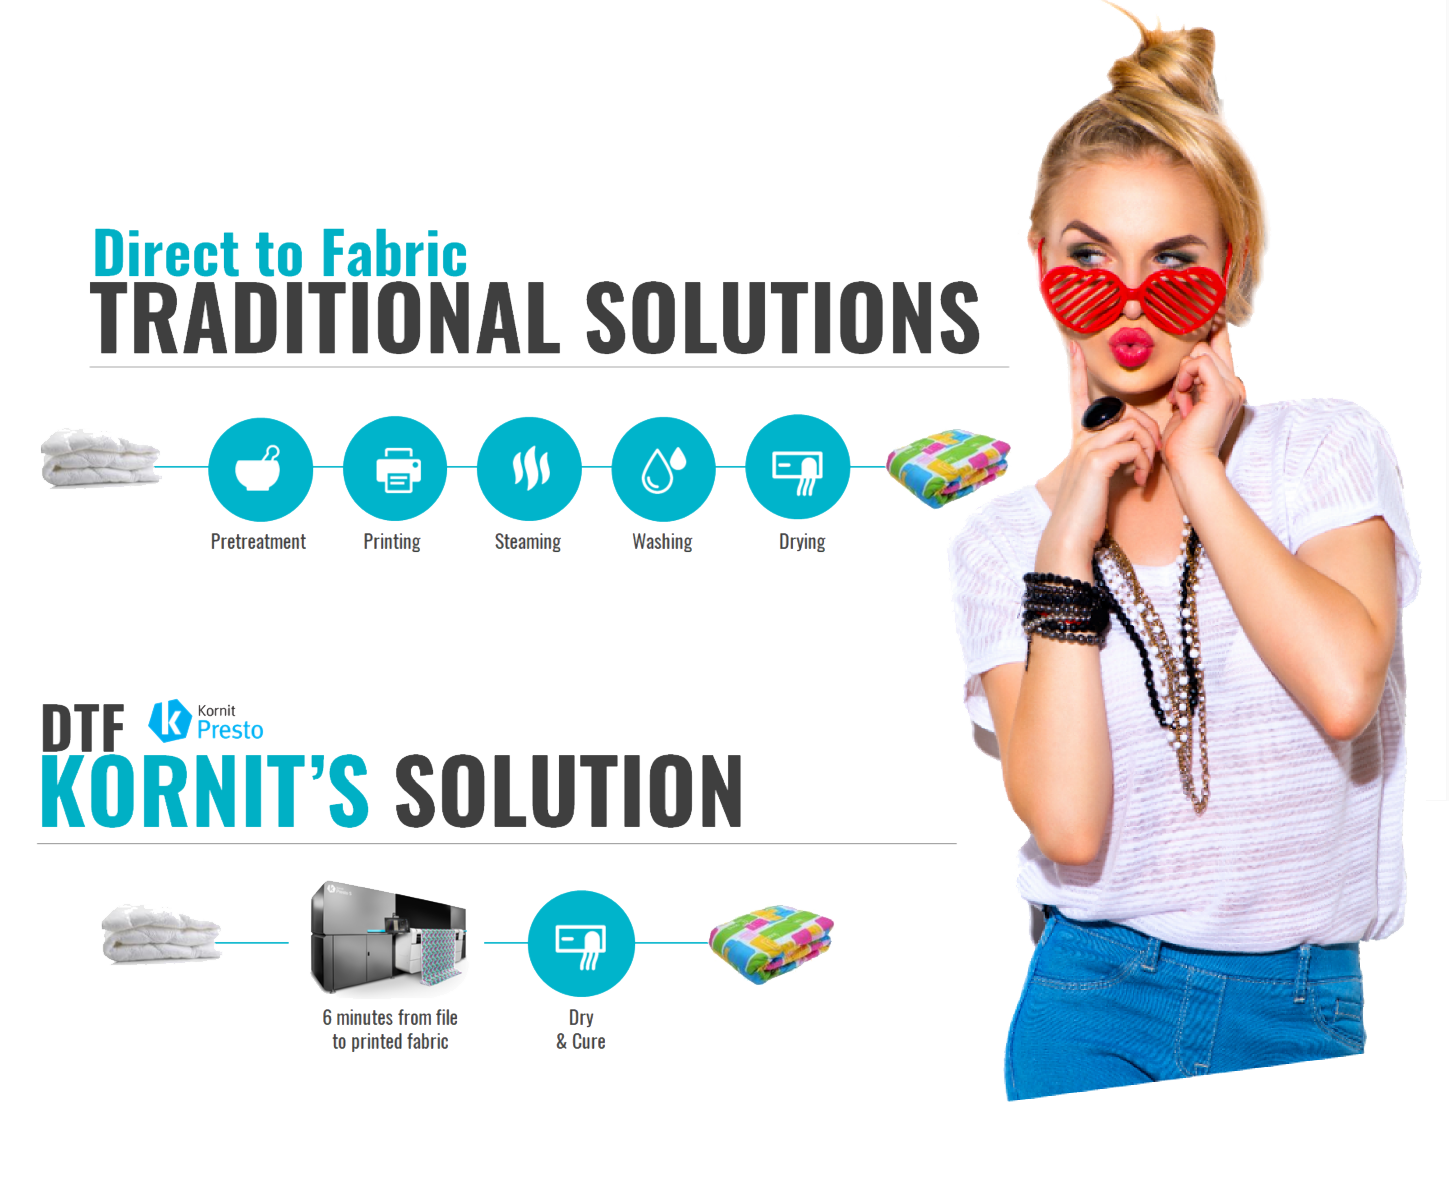 Direct to Fabric
TRADITIONAL SOLUTIONS
Pretreatment
Printing
Steaming
Washing
Drying
DTF
Kornit
Presto
KORNIT'S SOLUTION
6 minutes from file
to printed fabric
Dry
& Cure